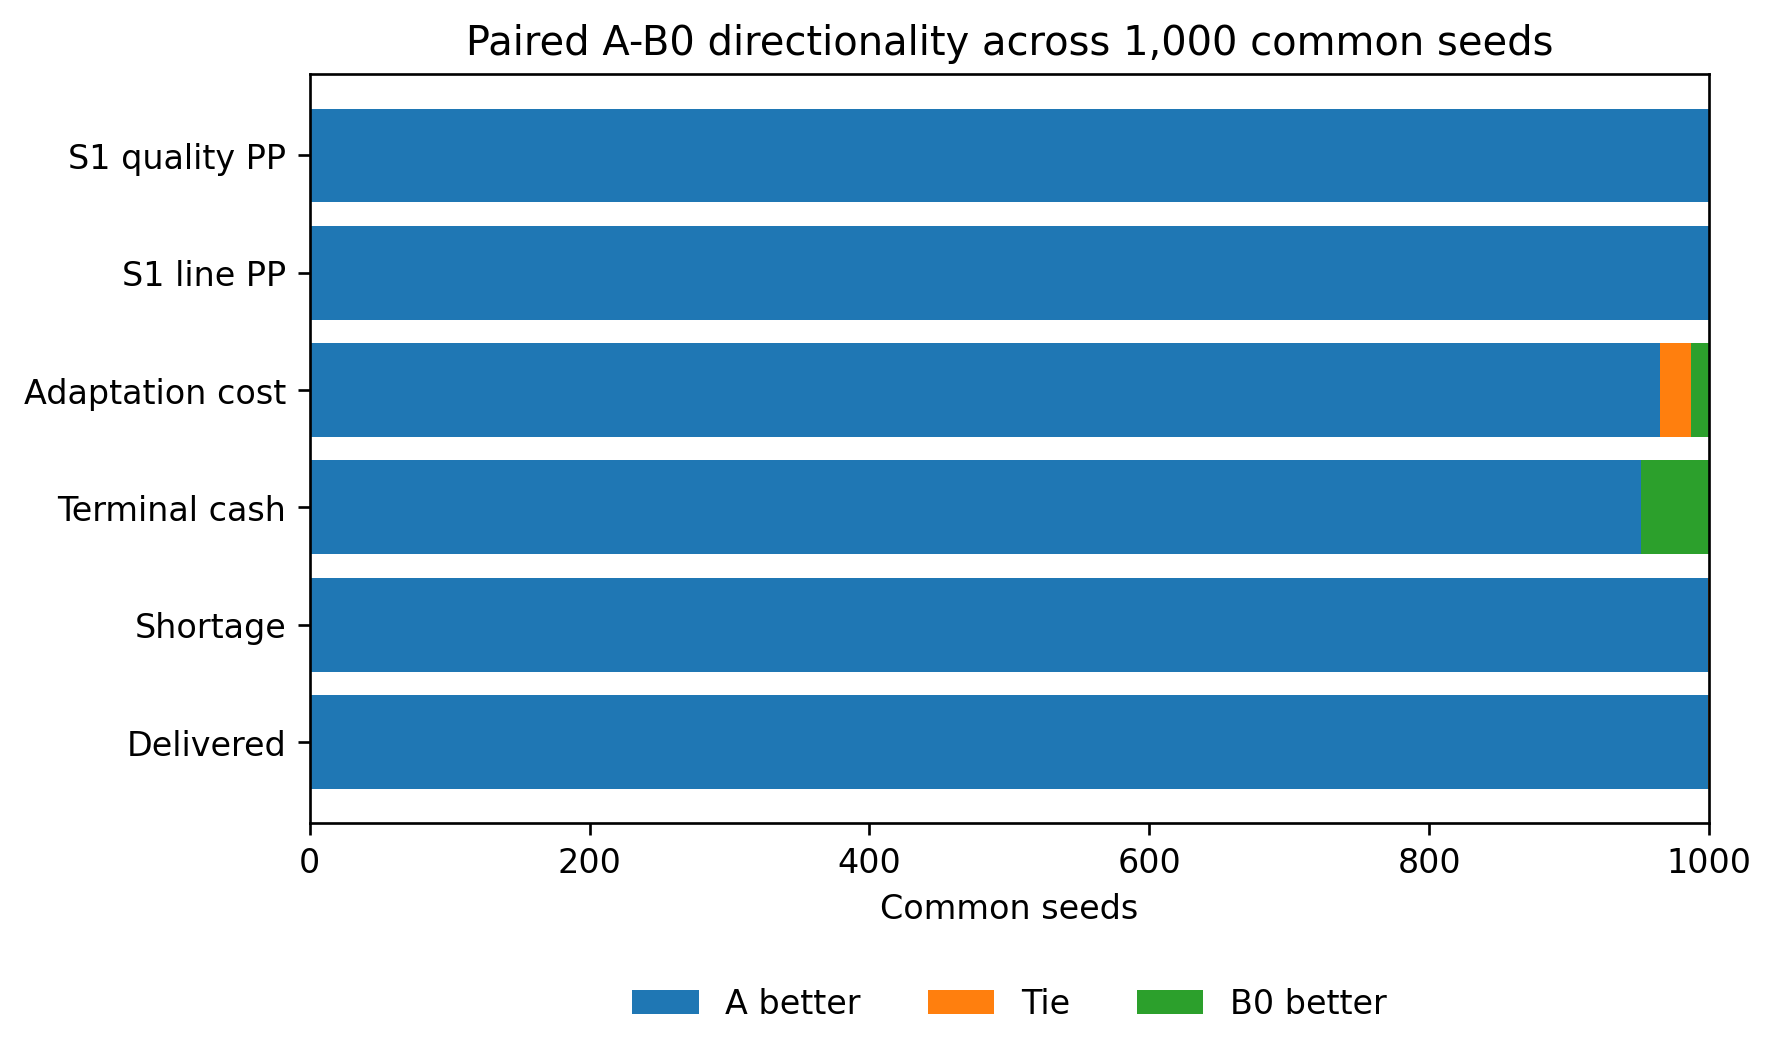 Paired A-B0 directionality across 1,000 common seeds
S1 quality PP
S1 line PP
Adaptation cost
Terminal cash
Shortage
Delivered
0 200 400 600 800 1000
Common seeds
A better Tie B0 better